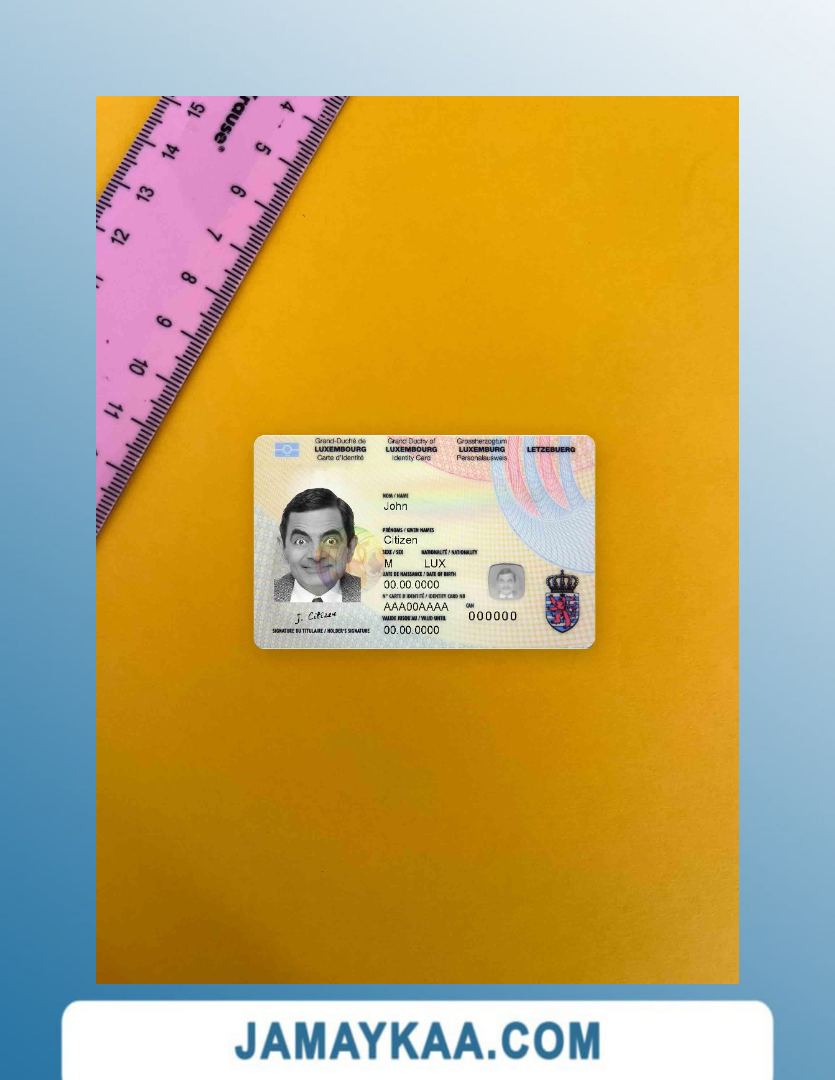 15
14
13
12
11
10
9
8
7
6
5
4
rause®
Grand-Duché de
LUXEMBOURG
Carte d'Identité
Grand Duchy of
LUXEMBOURG
Identity Card
Grossherzogtum
LUXEMBURG
Personalausweis
LETZEBUERG
NOM / NAME
John
PRÉNOMS / GIVEN NAMES
Citizen
SEXE / SEX NATIONALITÉ / NATIONALITY
M LUX
DATE DE NAISSANCE / DATE OF BIRTH
00.00 0000
N° CARTE D'IDENTITÉ / IDENTITY CARD NO
AAA00AAAA
CAN
000000
VALIDE JUSQU'AU / VALID UNTIL
00.00.0000
J. Citizen
SIGNATURE DU TITULAIRE / HOLDER'S SIGNATURE
JAMAYKAA.COM